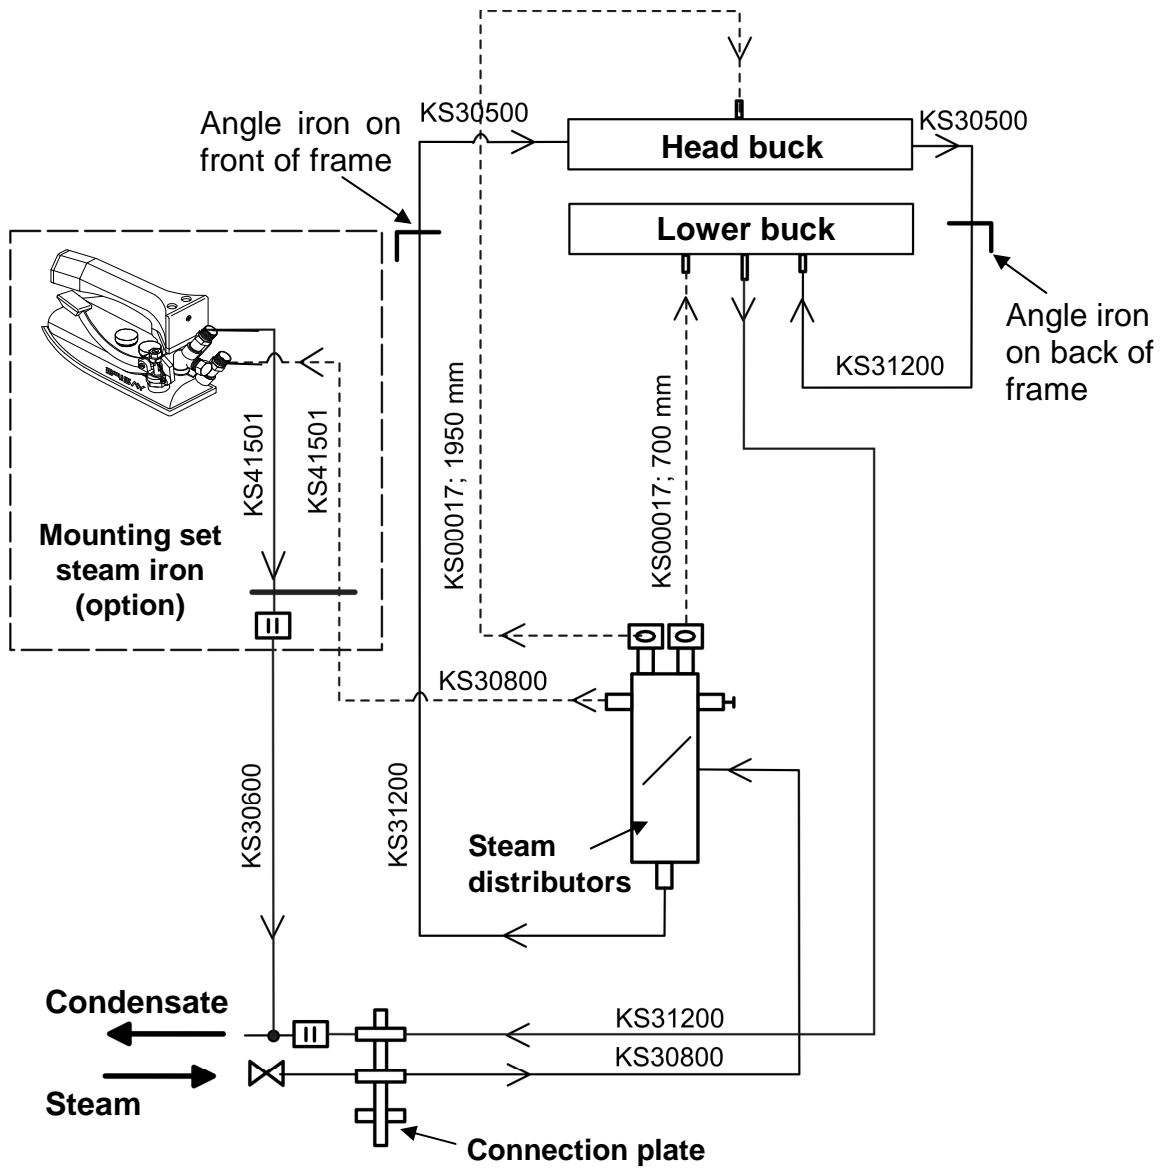 KS30500
Angle iron on
front of frame
Head buck
KS30500
Lower buck
Angle iron
on back of
frame
KS31200
KS41501
KS41501
KS00017; 1950 mm
KS00017; 700 mm
Mounting set
steam iron
(option)
KS30800
KS30600
KS31200
Steam
distributors
Condensate
KS31200
KS30800
Steam
Connection plate